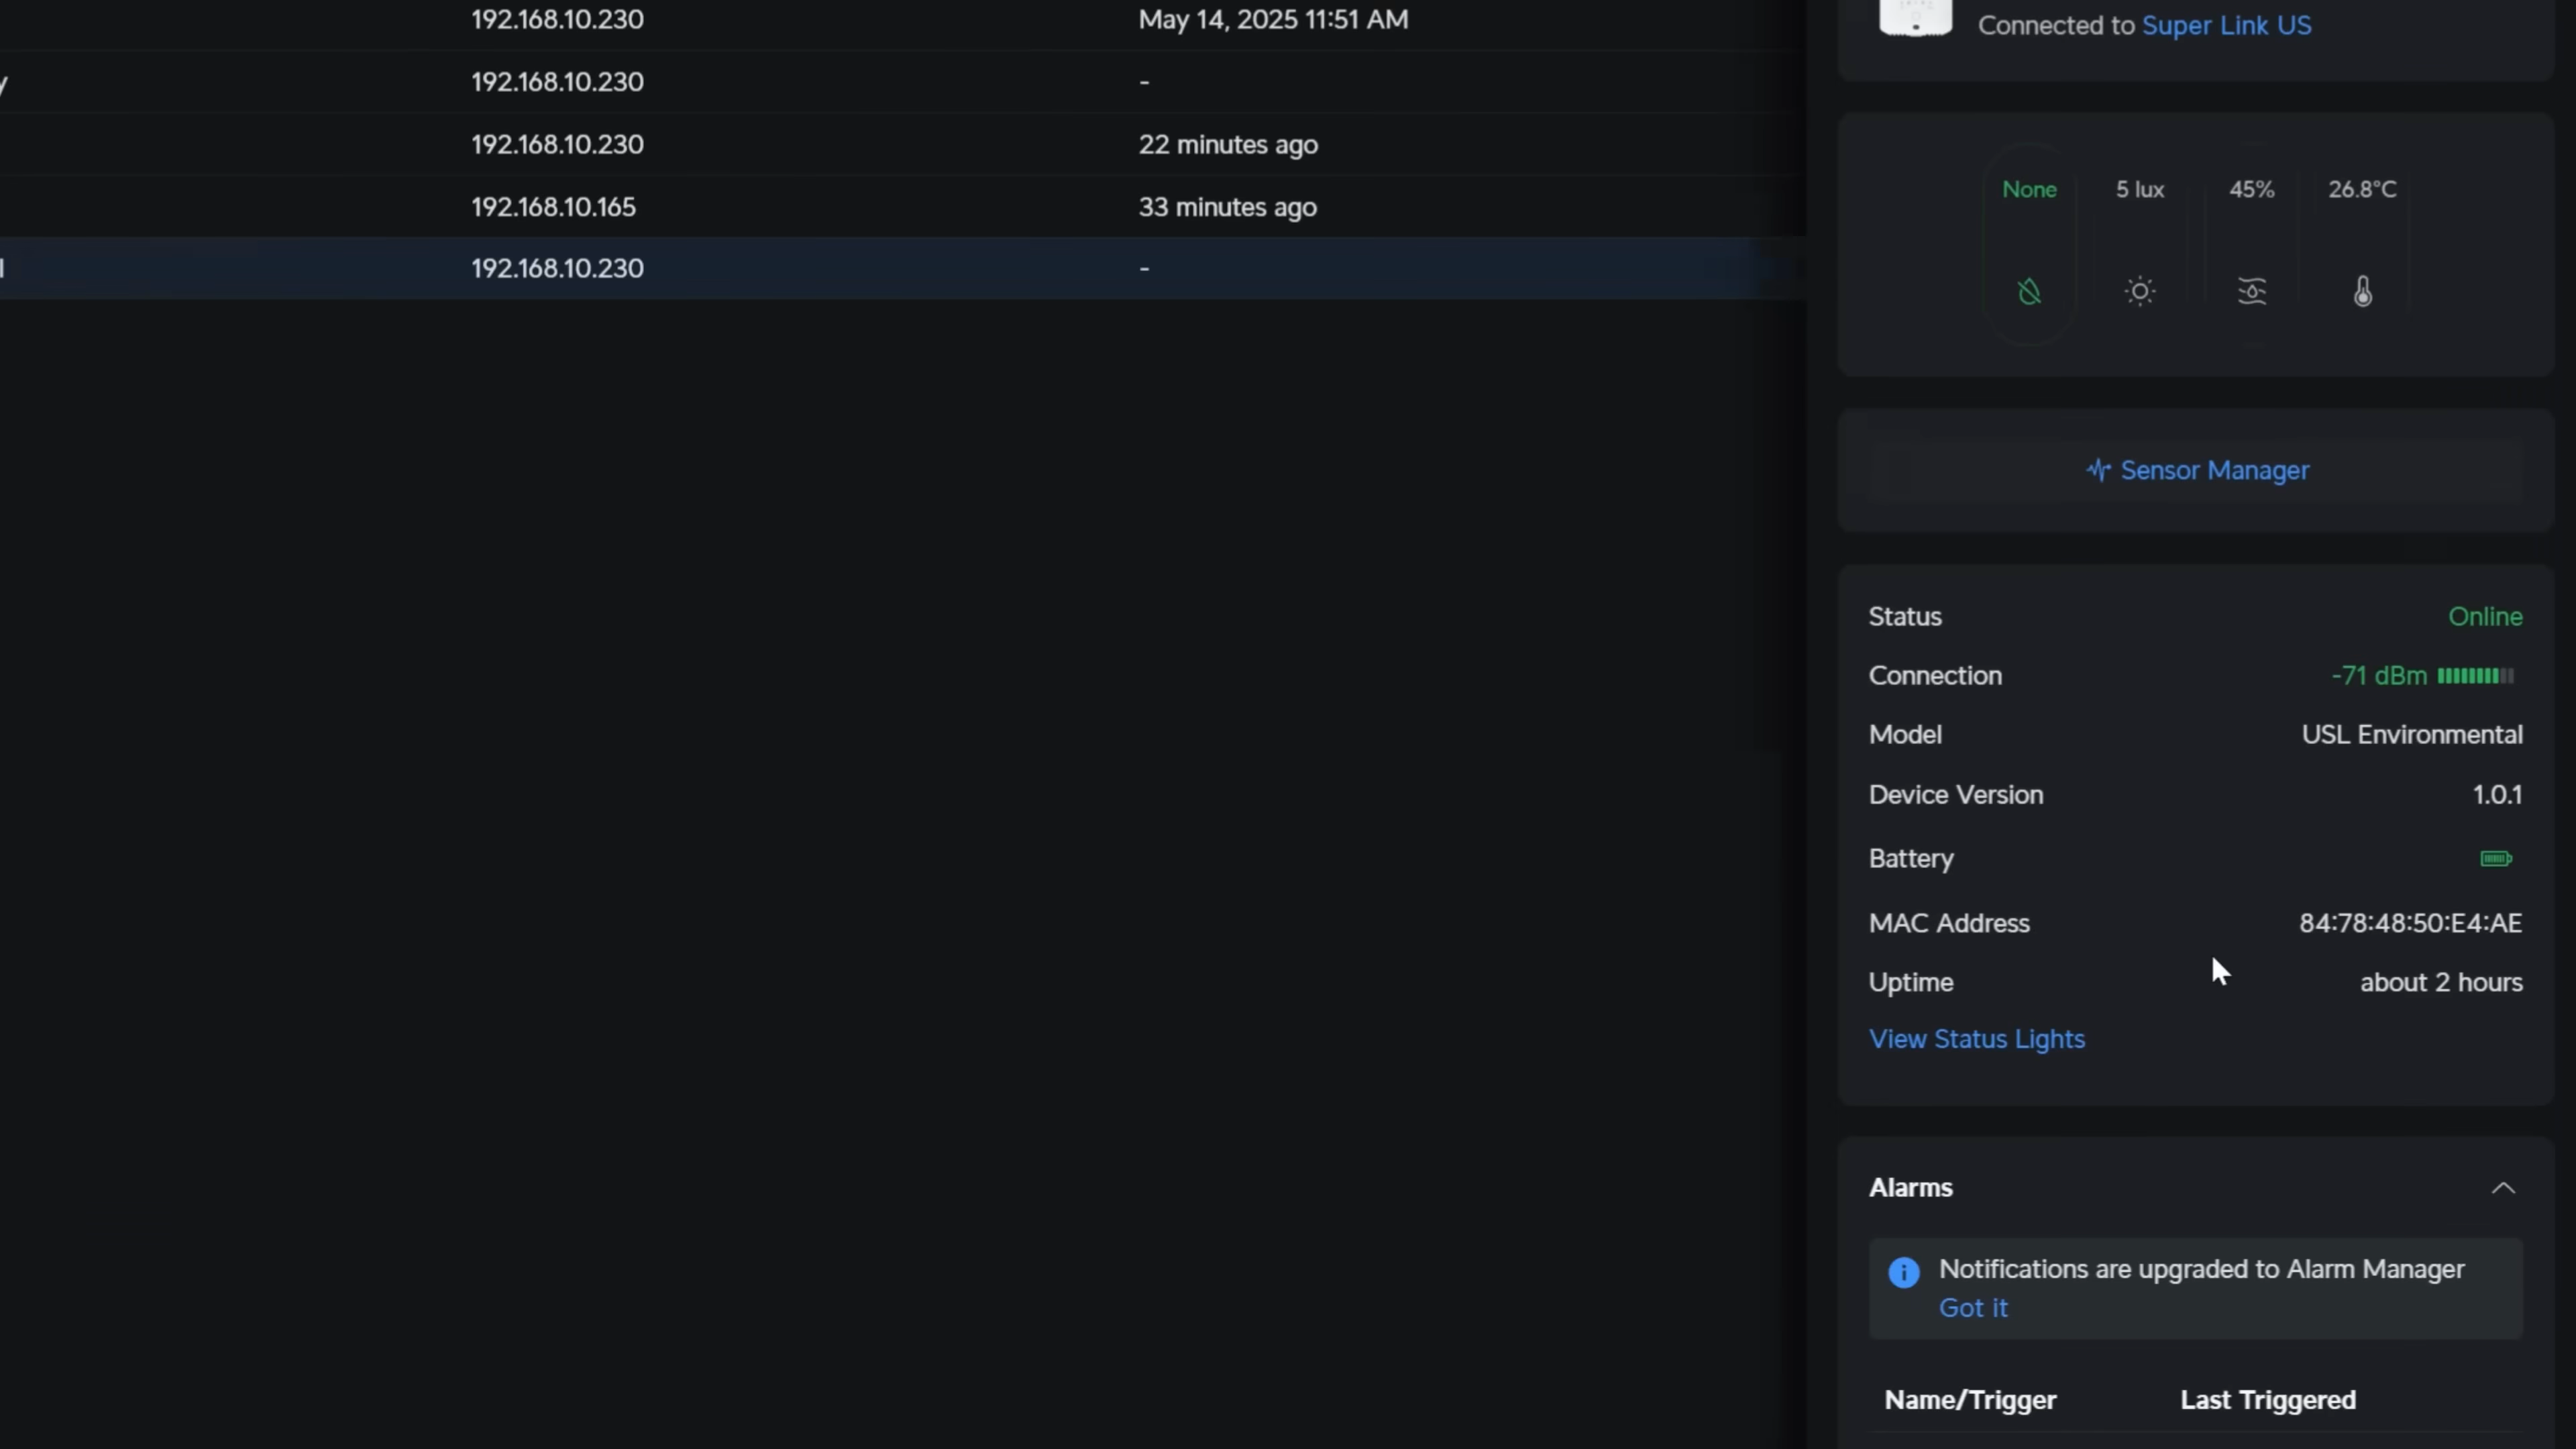 192.168.10.230 May 14, 2025 11:51 AM
y 192.168.10.230 -
192.168.10.230 22 minutes ago
192.168.10.165 33 minutes ago
l 192.168.10.230 -
Connected to Super Link US
None 5 lux 45% 26.8°C
Sensor Manager
Status Online
Connection -71 dBm
Model USL Environmental
Device Version 1.0.1
Battery
MAC Address 84:78:48:50:E4:AE
Uptime about 2 hours
View Status Lights
Alarms
Notifications are upgraded to Alarm Manager
Got it
Name/Trigger Last Triggered